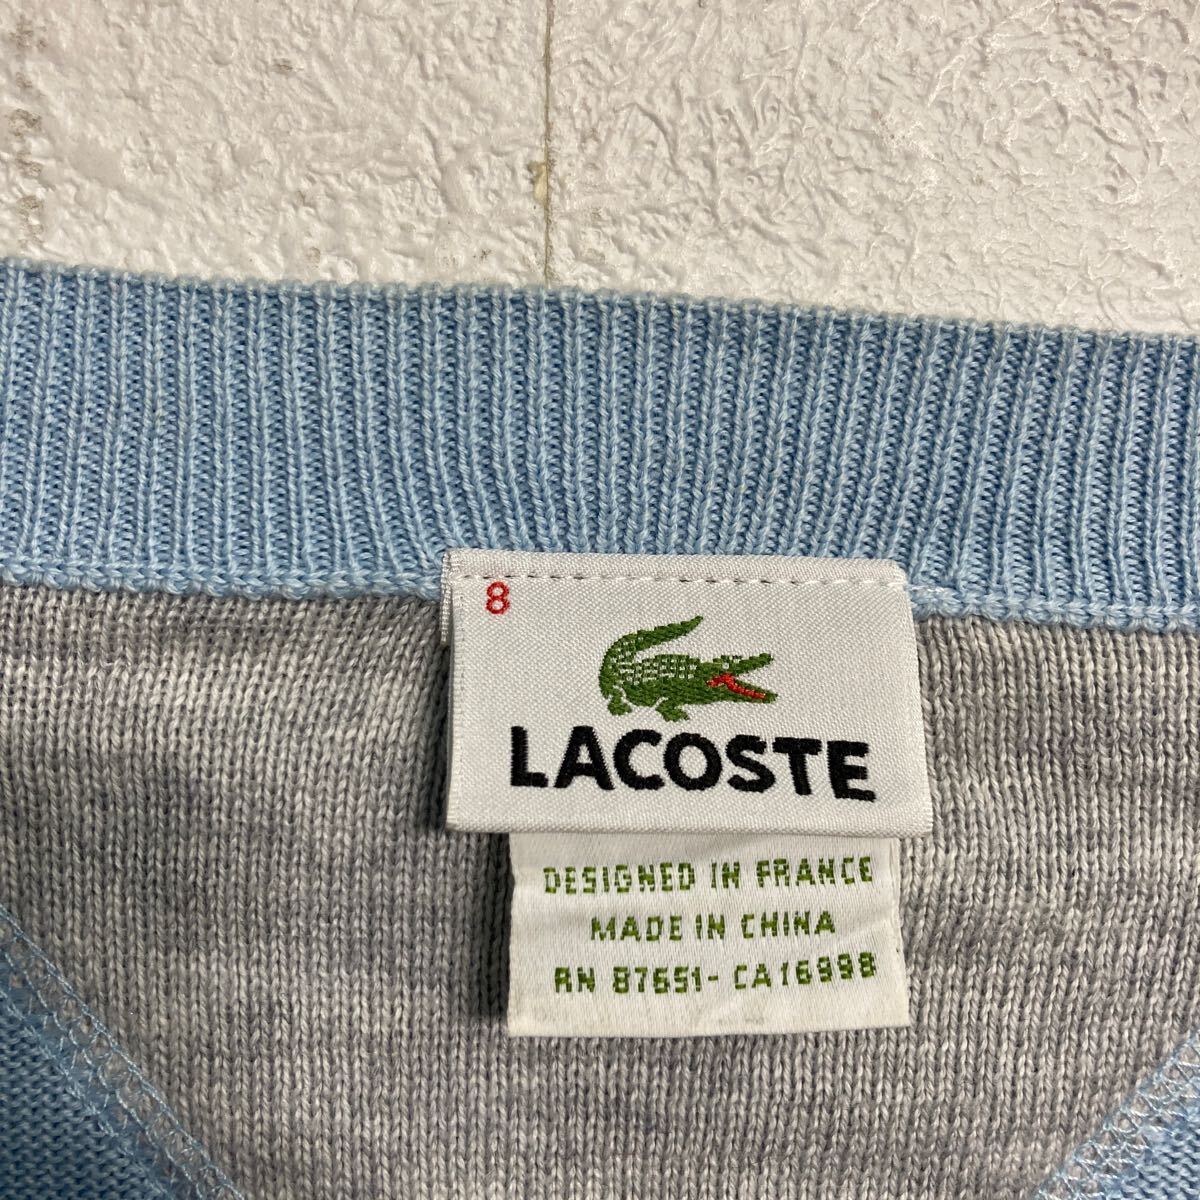 8
LACOSTE
DESIGNED IN FRANCE
MADE IN CHINA
RN 87651- CA16998